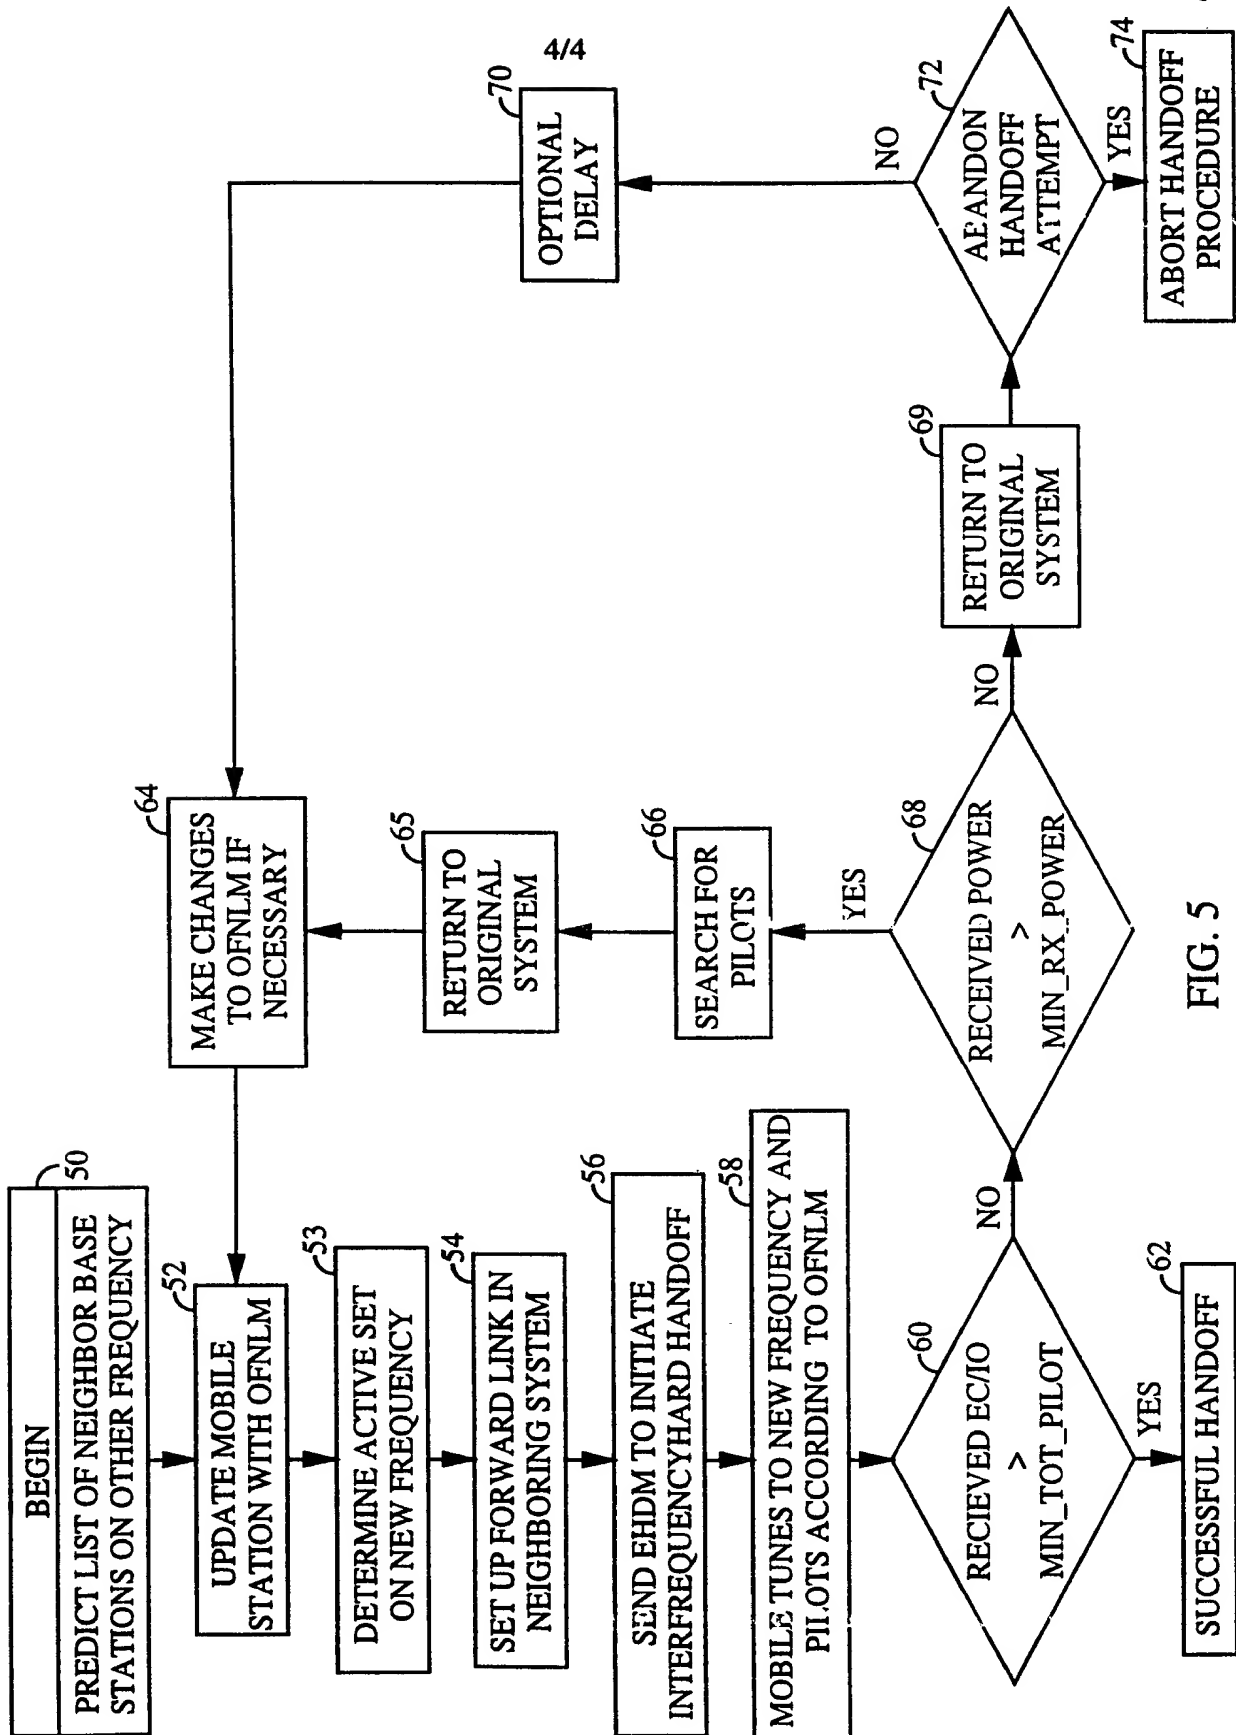 4/4
BEGIN
50
PREDICT LIST OF NEIGHBOR BASE
STATIONS ON OTHER FREQUENCY
52
UPDATE MOBILE
STATION WITH OFNLM
53
DETERMINE ACTIVE SET
ON NEW FREQUENCY
54
SET UP FORWARD LINK IN
NEIGHBORING SYSTEM
56
SEND EHDM TO INITIATE
INTERFREQUENCYHARD HANDOFF
58
MOBILE TUNES TO NEW FREQUENCY AND
PILOTS ACCORDING TO OFNLM
60
RECIEVED EC/IO
>
MIN_TOT_PILOT
YES
62
SUCCESSFUL HANDOFF
NO
68
RECEIVED POWER
>
MIN_RX_POWER
YES
66
SEARCH FOR
PILOTS
65
RETURN TO
ORIGINAL
SYSTEM
64
MAKE CHANGES
TO OFNLM IF
NECESSARY
NO
69
RETURN TO
ORIGINAL
SYSTEM
72
AEANDON
HANDOFF
ATTEMPT
NO
70
OPTIONAL
DELAY
YES
74
ABORT HANDOFF
PROCEDURE
FIG. 5